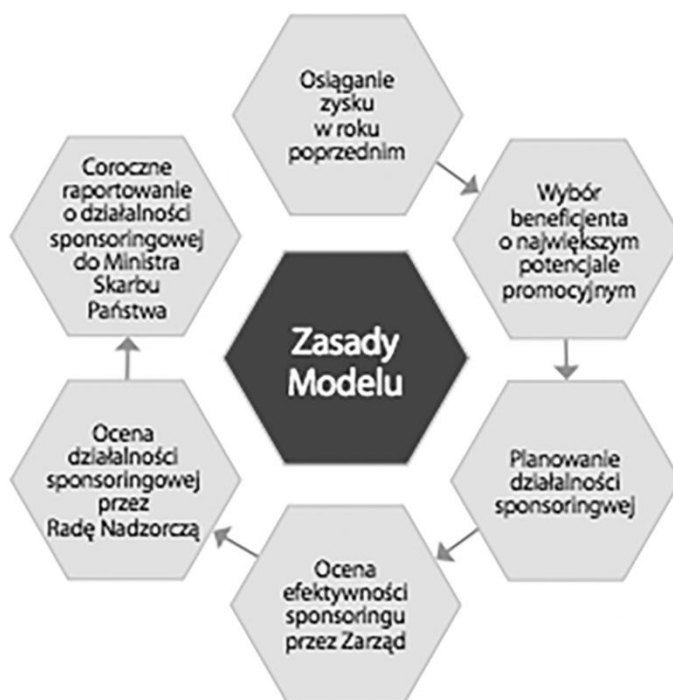 Osiąganie
zysku
w roku
poprzednim
Wybór
beneficjenta
o największym
potencjale
promocyjnym
Planowanie
działalności
sponsoringwej
Ocena
efektywności
sponsoringu
przez Zarząd
Ocena
działalności
sponsoringowej
przez
Radę Nadzorczą
Coroczne
raportowanie
o działalności
sponsoringowej
do Ministra
Skarbu
Państwa
Zasady
Modelu